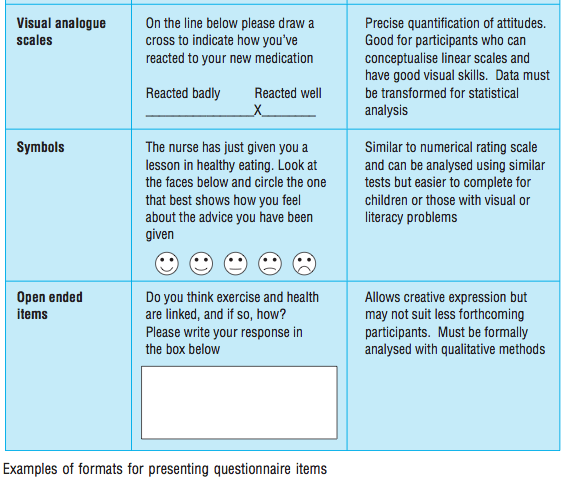 Visual analogue
scales
On the line below please draw a
cross to indicate how you've
reacted to your new medication
Reacted badly Reacted well
________________X________
Precise quantification of attitudes.
Good for participants who can
conceptualise linear scales and
have good visual skills. Data must
be transformed for statistical
analysis
Symbols
The nurse has just given you a
lesson in healthy eating. Look at
the faces below and circle the one
that best shows how you feel
about the advice you have been
given
Similar to numerical rating scale
and can be analysed using similar
tests but easier to complete for
children or those with visual or
literacy problems
Open ended
items
Do you think exercise and health
are linked, and if so, how?
Please write your response in
the box below
Allows creative expression but
may not suit less forthcoming
participants. Must be formally
analysed with qualitative methods
Examples of formats for presenting questionnaire items